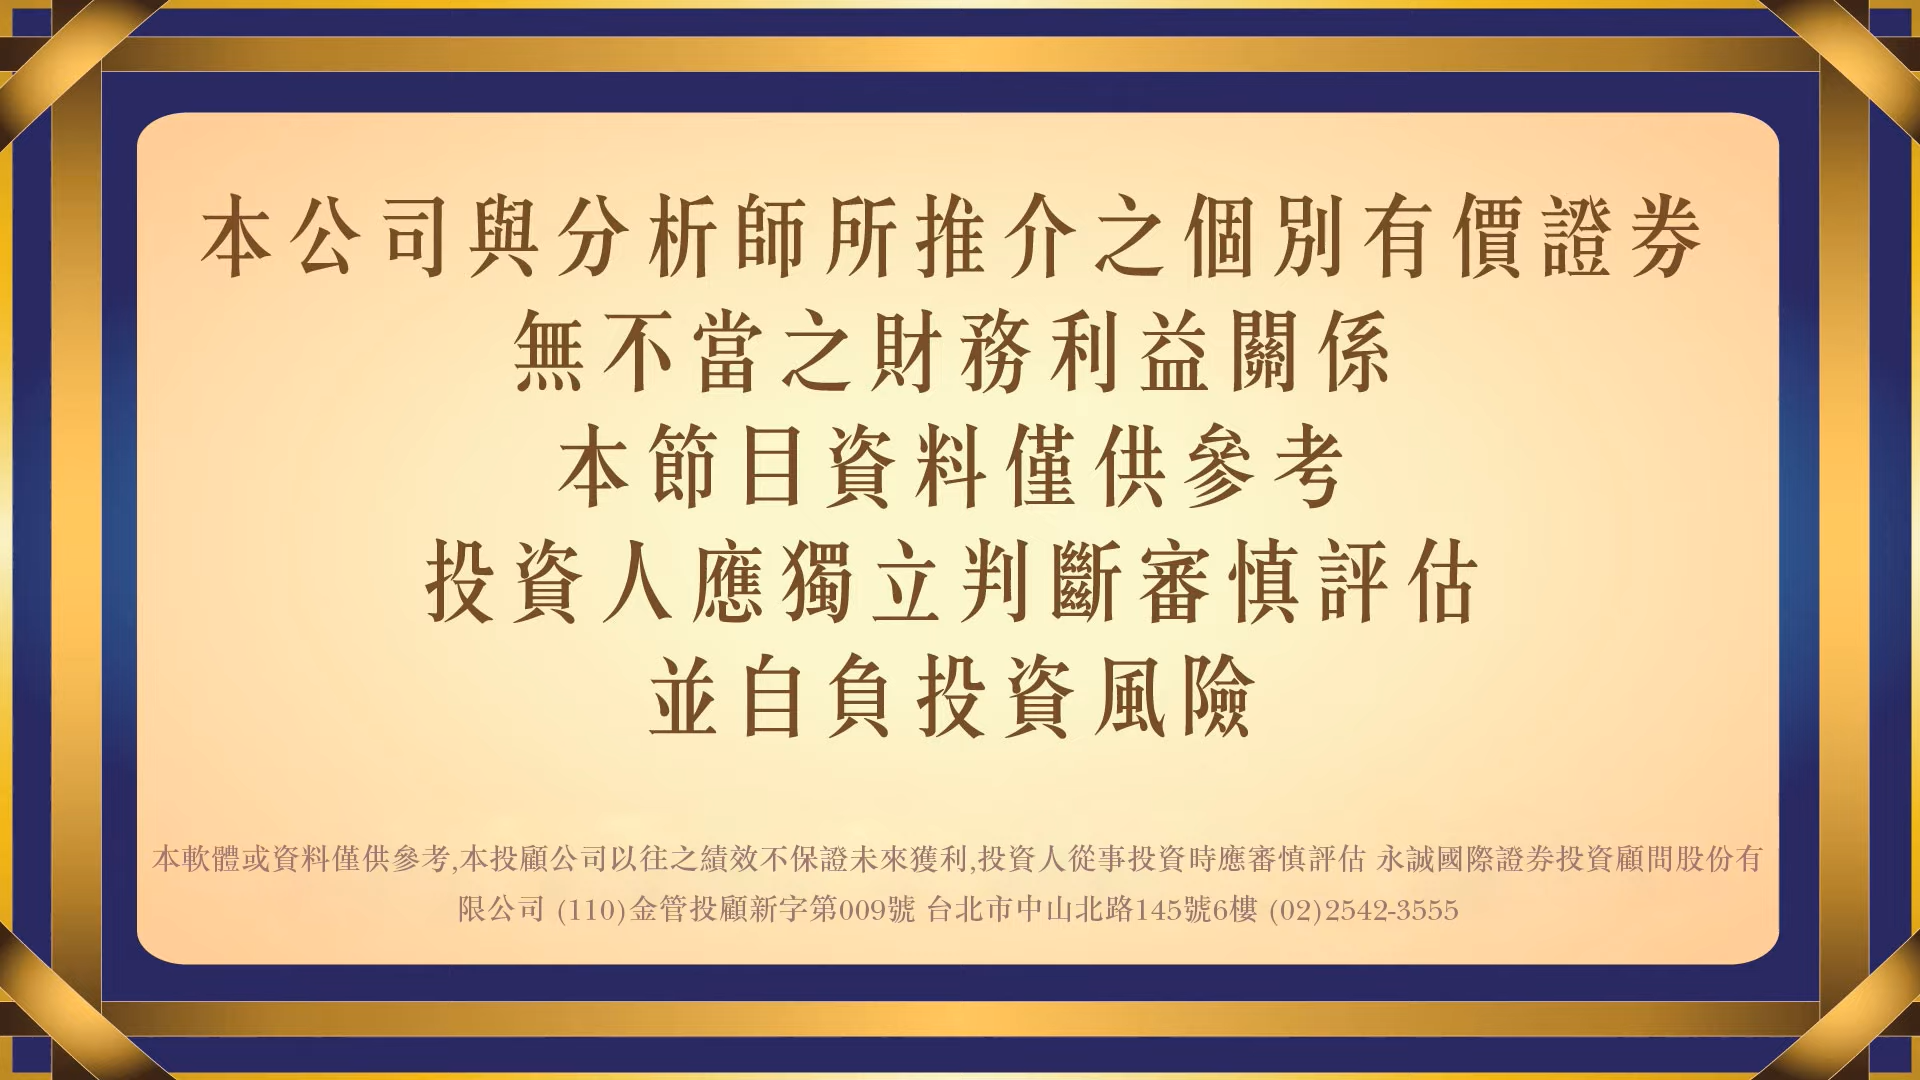 本公司與分析師所推介之個別有價證券
無不當之財務利益關係
本節目資料僅供參考
投資人應獨立判斷審慎評估
並自負投資風險
本軟體或資料僅供參考,本投顧公司以往之績效不保證未來獲利,投資人從事投資時應審慎評估 永誠國際證券投資顧問股份有
限公司 (110)金管投顧新字第009號 台北市中山北路145號6樓 (02)2542-3555